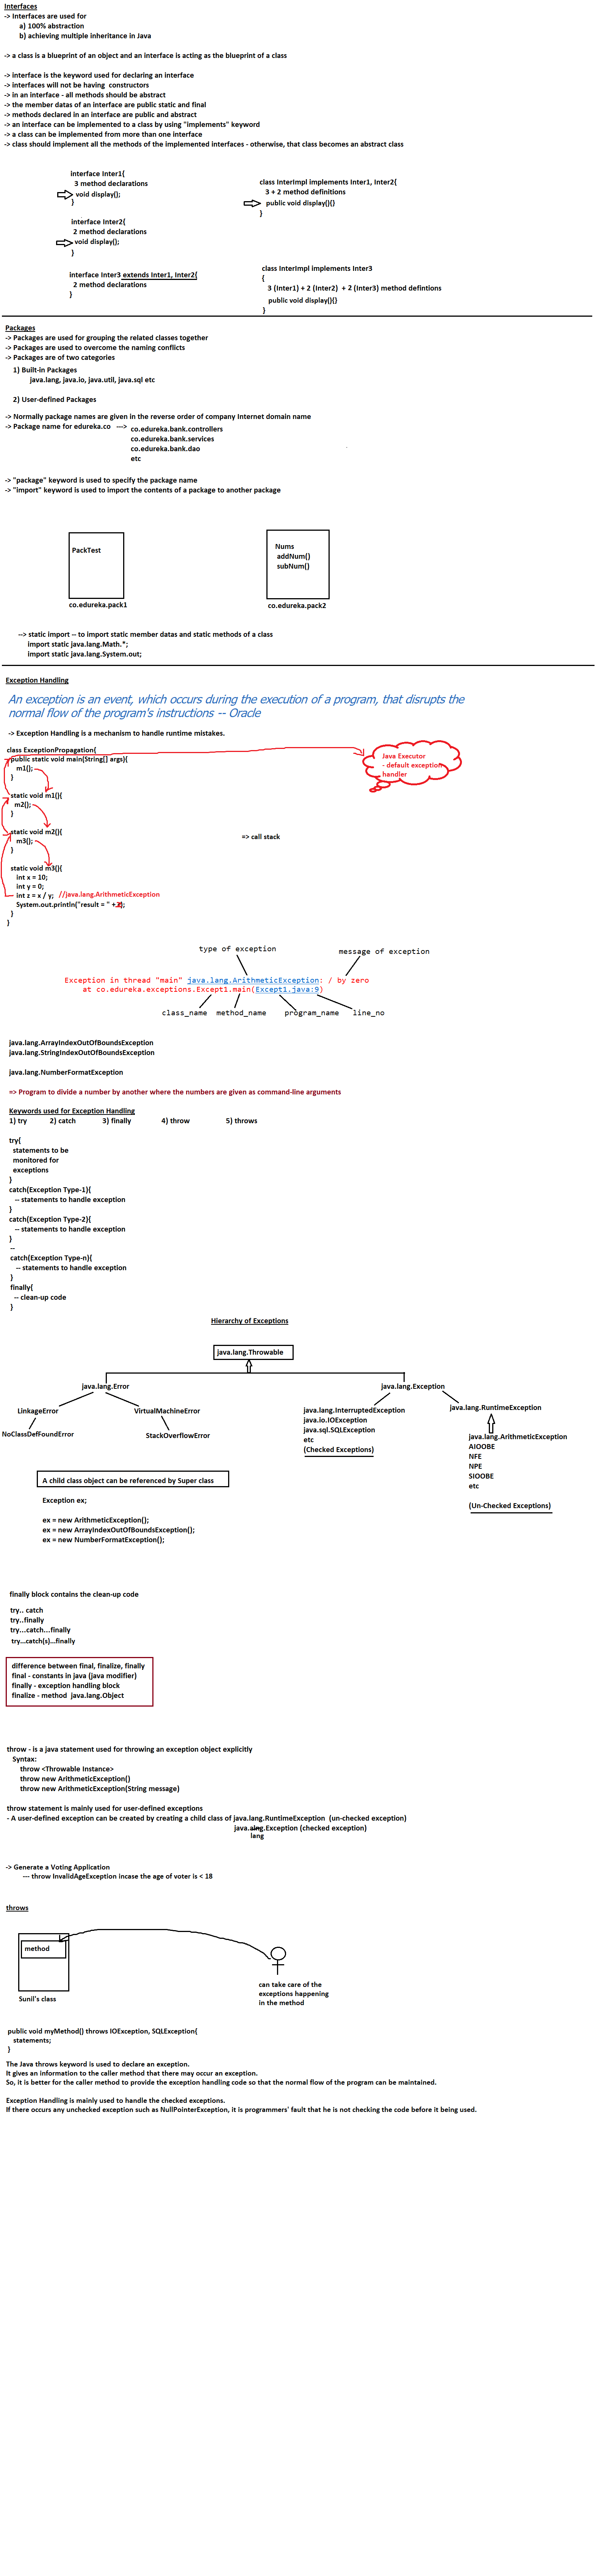 Interfaces
-> Interfaces are used for
a) 100% abstraction
b) achieving multiple inheritance in Java
-> a class is a blueprint of an object and an interface is acting as the blueprint of a class
-> interface is the keyword used for declaring an interface
-> interfaces will not be having constructors
-> in an interface - all methods should be abstract
-> the member datas of an interface are public static and final
-> methods declared in an interface are public and abstract
-> an interface can be implemented to a class by using "implements" keyword
-> a class can be implemented from more than one interface
-> class should implement all the methods of the implemented interfaces - otherwise, that class becomes an abstract class
interface Inter1{
3 method declarations
void display();
}
interface Inter2{
2 method declarations
void display();
}
class InterImpl implements Inter1, Inter2{
3 + 2 method definitions
public void display(){}
}
interface Inter3 extends Inter1, Inter2{
2 method declarations
}
class InterImpl implements Inter3
{
3 (Inter1) + 2 (Inter2) + 2 (Inter3) method defintions
public void display(){}
}
Packages
-> Packages are used for grouping the related classes together
-> Packages are used to overcome the naming conflicts
-> Packages are of two categories
1) Built-in Packages
java.lang, java.io, java.util, java.sql etc
2) User-defined Packages
-> Normally package names are given in the reverse order of company Internet domain name
-> Package name for edureka.co ---> co.edureka.bank.controllers
co.edureka.bank.services
co.edureka.bank.dao
etc
-> "package" keyword is used to specify the package name
-> "import" keyword is used to import the contents of a package to another package
PackTest
co.edureka.pack1
Nums
addNum()
subNum()
co.edureka.pack2
--> static import -- to import static member datas and static methods of a class
import static java.lang.Math.*;
import static java.lang.System.out;
Exception Handling
An exception is an event, which occurs during the execution of a program, that disrupts the
normal flow of the program's instructions -- Oracle
-> Exception Handling is a mechanism to handle runtime mistakes.
class ExceptionPropagation{
public static void main(String[] args){
m1();
}
static void m1(){
m2();
}
static void m2(){
m3();
}
static void m3(){
int x = 10;
int y = 0;
int z = x / y; //java.lang.ArithmeticException
System.out.println("result = " + z);
}
}
Java Executor
- default exception
handler
=> call stack
type of exception
message of exception
Exception in thread "main" java.lang.ArithmeticException: / by zero
at co.edureka.exceptions.Except1.main(Except1.java:9)
class_name method_name program_name line_no
java.lang.ArrayIndexOutOfBoundsException
java.lang.StringIndexOutOfBoundsException
java.lang.NumberFormatException
=> Program to divide a number by another where the numbers are given as command-line arguments
Keywords used for Exception Handling
1) try 2) catch 3) finally 4) throw 5) throws
try{
statements to be
monitored for
exceptions
}
catch(Exception Type-1){
-- statements to handle exception
}
catch(Exception Type-2){
-- statements to handle exception
}
--
catch(Exception Type-n){
-- statements to handle exception
}
finally{
-- clean-up code
}
Hierarchy of Exceptions
java.lang.Throwable
java.lang.Error
java.lang.Exception
LinkageError
VirtualMachineError
NoClassDefFoundError
StackOverflowError
java.lang.InterruptedException
java.io.IOException
java.sql.SQLException
etc
(Checked Exceptions)
java.lang.RuntimeException
java.lang.ArithmeticException
AIOOBE
NFE
NPE
SIOOBE
etc
(Un-Checked Exceptions)
A child class object can be referenced by Super class
Exception ex;
ex = new ArithmeticException();
ex = new ArrayIndexOutOfBoundsException();
ex = new NumberFormatException();
finally block contains the clean-up code
try.. catch
try..finally
try...catch...finally
try...catch(s)...finally
difference between final, finalize, finally
final - constants in java (java modifier)
finally - exception handling block
finalize - method java.lang.Object
throw - is a java statement used for throwing an exception object explicitly
Syntax:
throw <Throwable Instance>
throw new ArithmeticException()
throw new ArithmeticException(String message)
throw statement is mainly used for user-defined exceptions
- A user-defined exception can be created by creating a child class of java.lang.RuntimeException (un-checked exception)
java.alng.Exception (checked exception)
lang
-> Generate a Voting Application
--- throw InvalidAgeException incase the age of voter is < 18
throws
method
Sunil's class
can take care of the
exceptions happening
in the method
public void myMethod() throws IOException, SQLException{
statements;
}
The Java throws keyword is used to declare an exception.
It gives an information to the caller method that there may occur an exception.
So, it is better for the caller method to provide the exception handling code so that the normal flow of the program can be maintained.
Exception Handling is mainly used to handle the checked exceptions.
If there occurs any unchecked exception such as NullPointerException, it is programmers' fault that he is not checking the code before it being used.